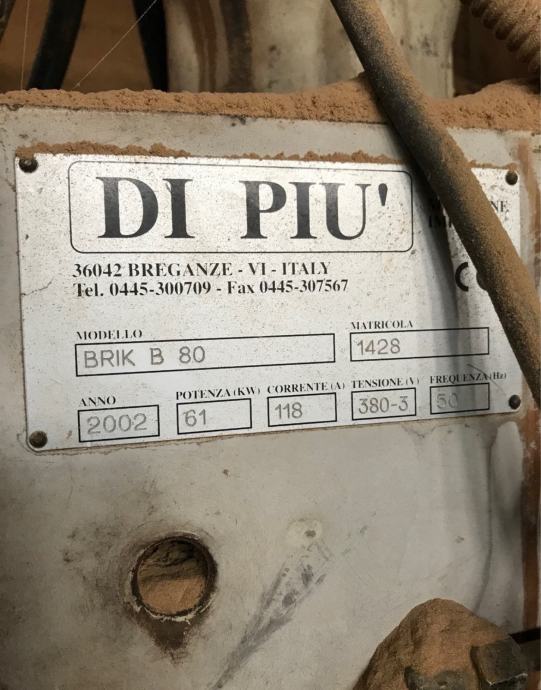 DI PIU'
36042 BREGANZE - VI - ITALY
Tel. 0445-300709 - Fax 0445-307567
MODELLO
BRIK B 80
MATRICOLA
1428
ANNO
2002
POTENZA (KW)
61
CORRENTE (A)
118
TENSIONE (V)
380-3
FREQUENZA (Hz)
50